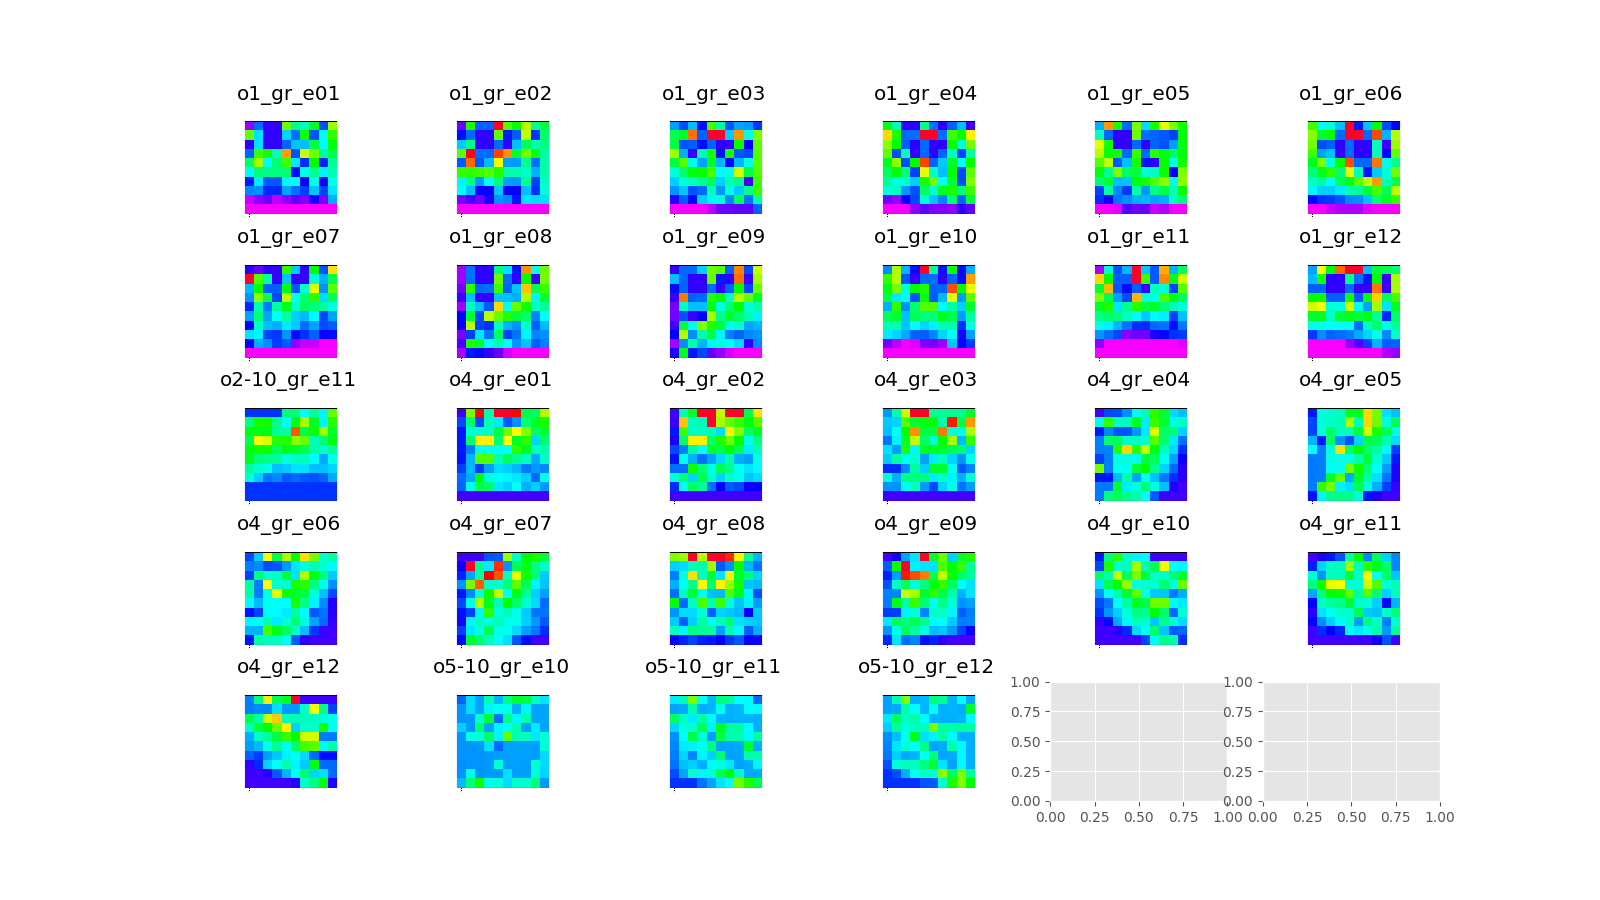 o1_gr_e01 o1_gr_e02 o1_gr_e03 o1_gr_e04 o1_gr_e05 o1_gr_e06
o1_gr_e07 o1_gr_e08 o1_gr_e09 o1_gr_e10 o1_gr_e11 o1_gr_e12
o2-10_gr_e11 o4_gr_e01 o4_gr_e02 o4_gr_e03 o4_gr_e04 o4_gr_e05
o4_gr_e06 o4_gr_e07 o4_gr_e08 o4_gr_e09 o4_gr_e10 o4_gr_e11
o4_gr_e12 o5-10_gr_e10 o5-10_gr_e11 o5-10_gr_e12
1.00 1.00
0.75 0.75
0.50 0.50
0.25 0.25
0.00 0.00
0.00 0.25 0.50 0.75 1.00 0.00 0.25 0.50 0.75 1.00